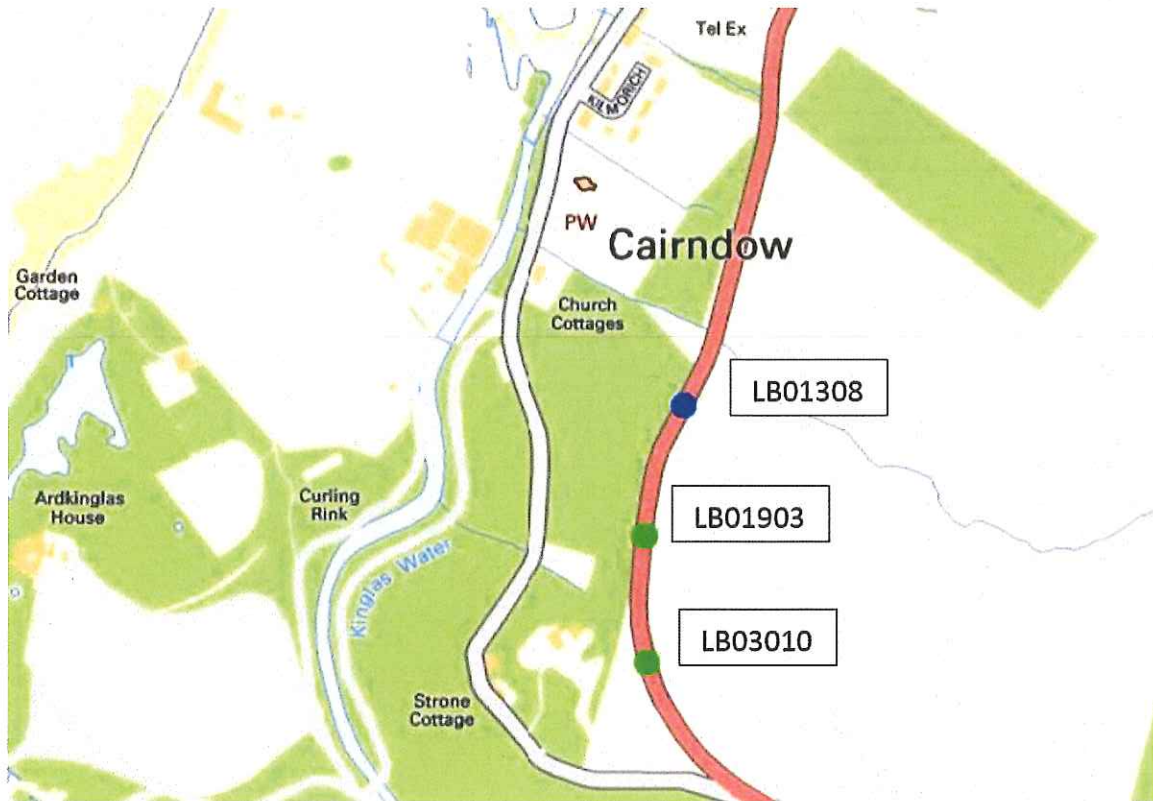 Tel Ex
KILMORICH
PW
Cairndow
Garden
Cottage
Church
Cottages
LB01308
Ardkinglas
House
Curling
Rink
LB01903
Kinglas Water
LB03010
Strone
Cottage